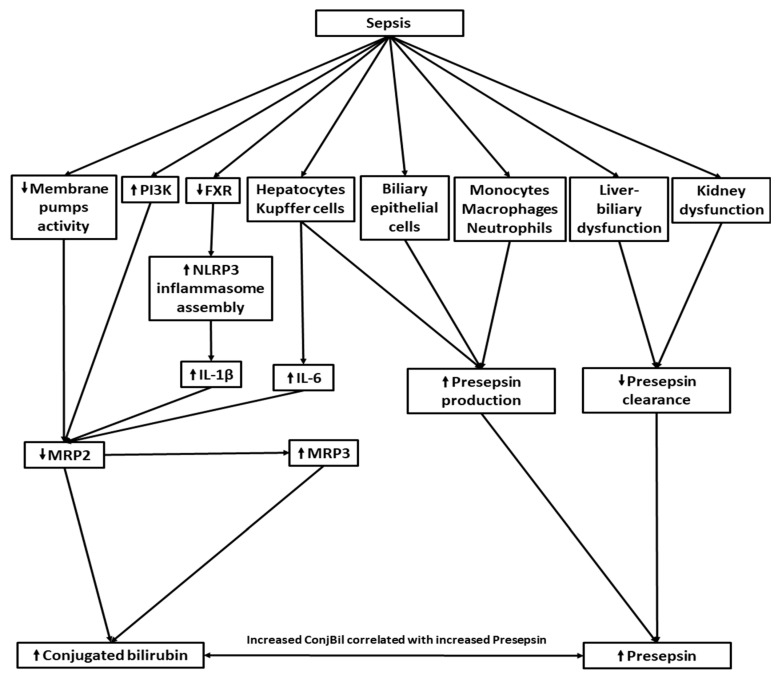 Sepsis
↓Membrane
pumps
activity
↑PI3K
↓FXR
Hepatocytes
Kupffer cells
Biliary
epithelial
cells
Monocytes
Macrophages
Neutrophils
Liver-
biliary
dysfunction
Kidney
dysfunction
↑NLRP3
inflammasome
assembly
↑IL-1β
↑IL-6
↑Presepsin
production
↓Presepsin
clearance
↓MRP2
↑MRP3
Increased ConjBil correlated with increased Presepsin
↑Conjugated bilirubin
↑Presepsin